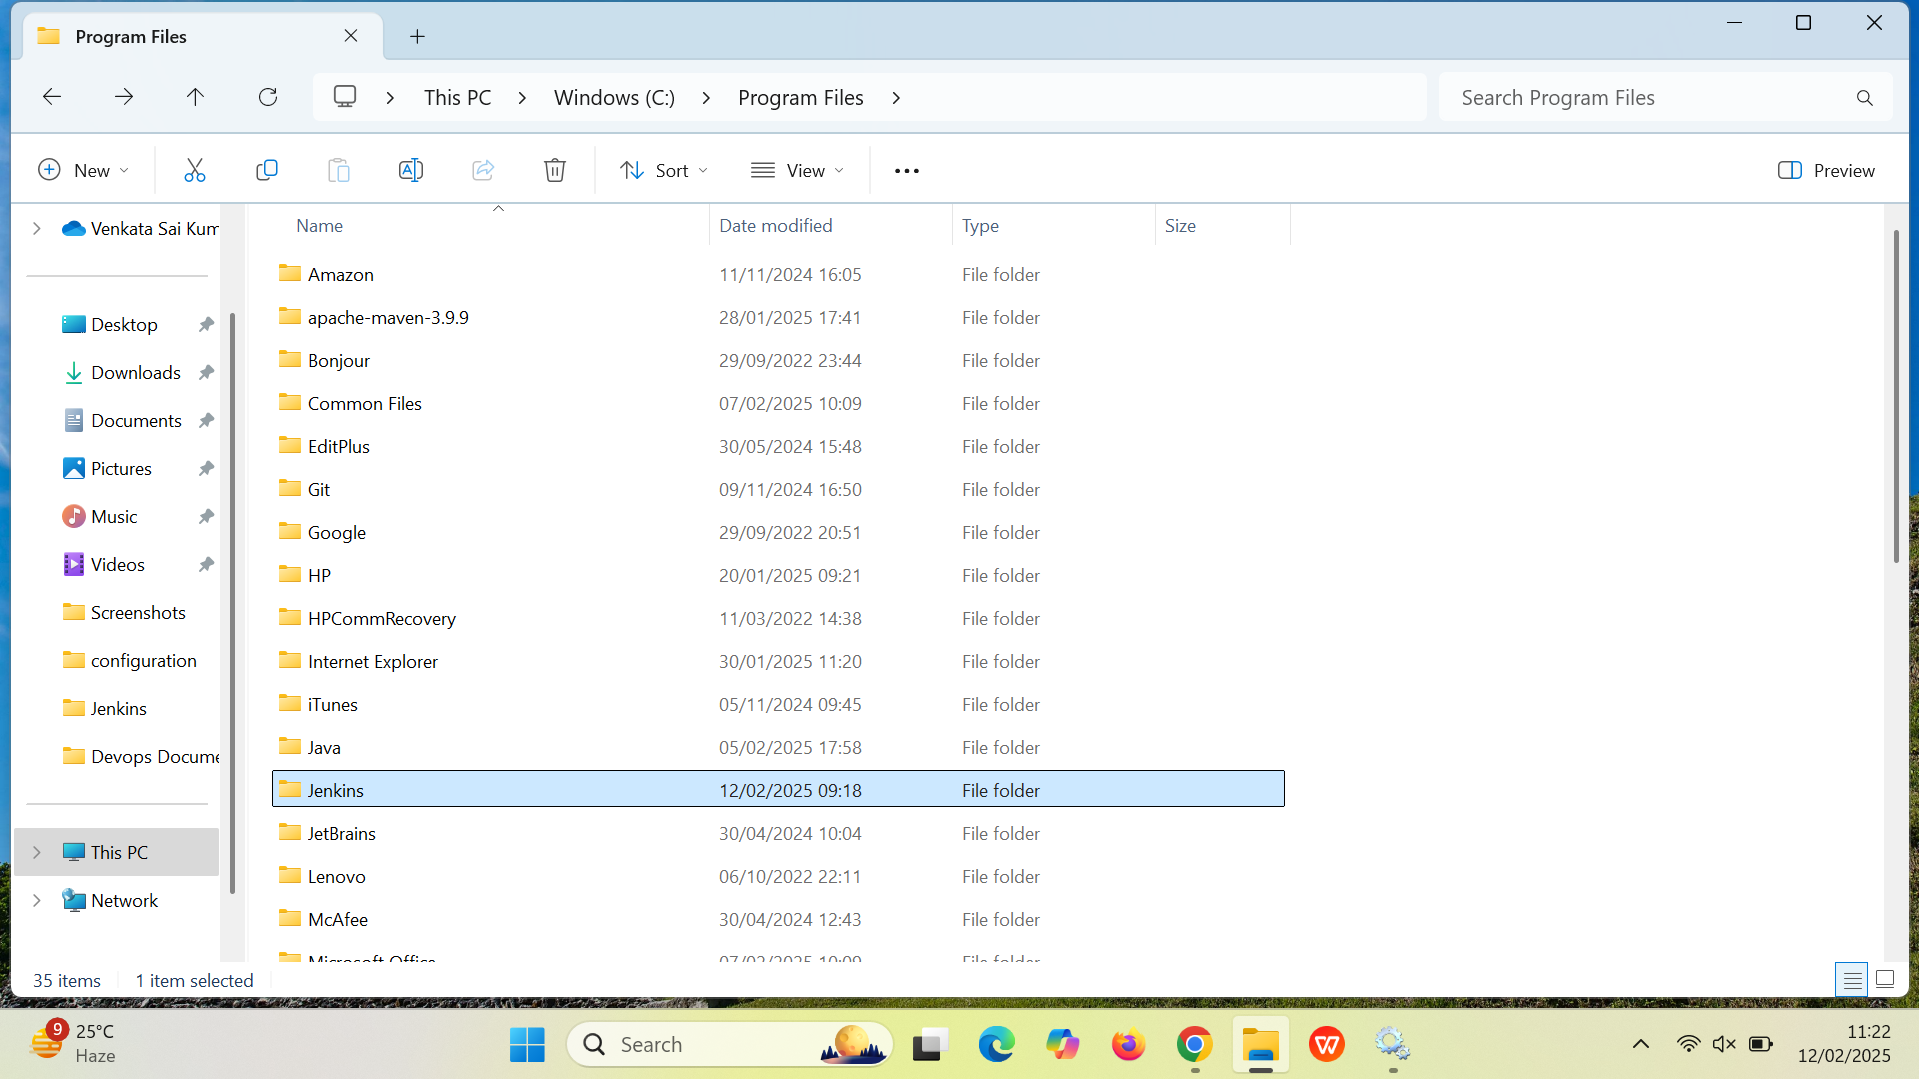 Program Files
This PC
Windows (C:)
Program Files
Search Program Files
New
Sort
View
Preview
Venkata Sai Kum
Desktop
Downloads
Documents
Pictures
Music
Videos
Screenshots
configuration
Jenkins
Devops Docume
This PC
Network
Name Date modified Type Size
Amazon 11/11/2024 16:05 File folder
apache-maven-3.9.9 28/01/2025 17:41 File folder
Bonjour 29/09/2022 23:44 File folder
Common Files 07/02/2025 10:09 File folder
EditPlus 30/05/2024 15:48 File folder
Git 09/11/2024 16:50 File folder
Google 29/09/2022 20:51 File folder
HP 20/01/2025 09:21 File folder
HPCommRecovery 11/03/2022 14:38 File folder
Internet Explorer 30/01/2025 11:20 File folder
iTunes 05/11/2024 09:45 File folder
Java 05/02/2025 17:58 File folder
Jenkins 12/02/2025 09:18 File folder
JetBrains 30/04/2024 10:04 File folder
Lenovo 06/10/2022 22:11 File folder
McAfee 30/04/2024 12:43 File folder
Microsoft Office 07/02/2025 10:09 File folder
35 items
1 item selected
9
25°C
Haze
Search
11:22
12/02/2025